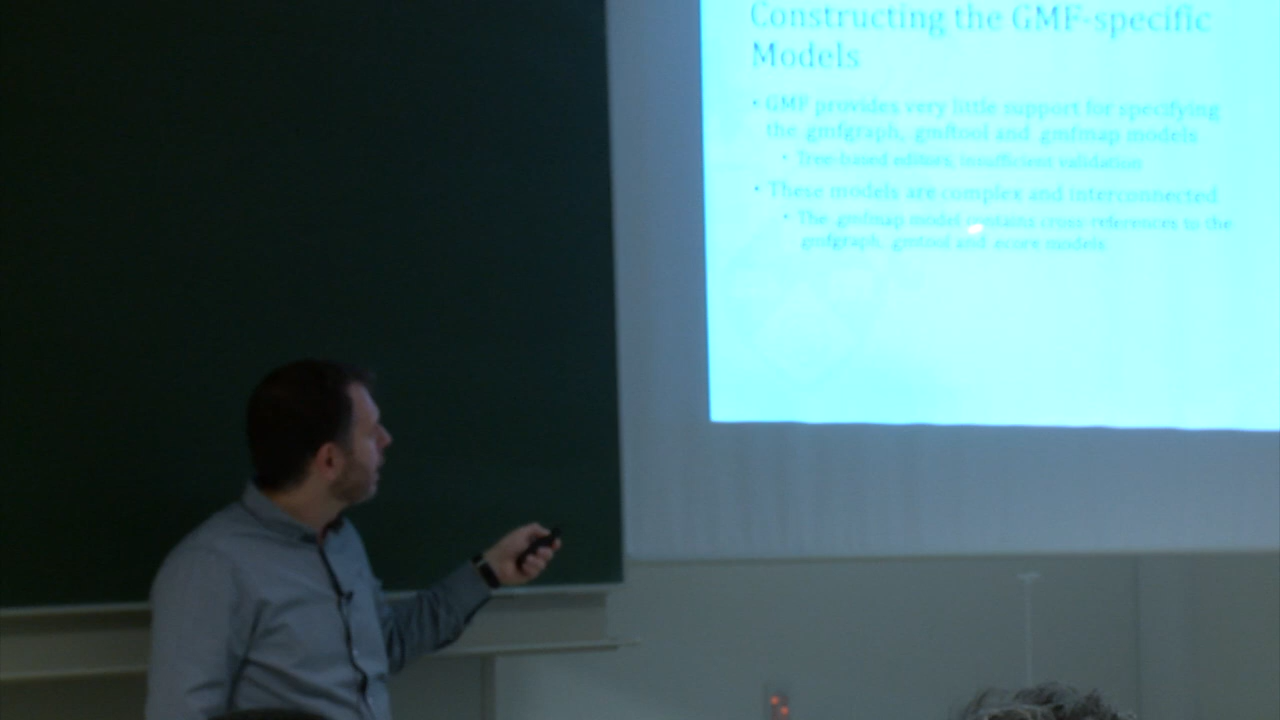 Constructing the GMF-specific
Models
• GMF provides very little support for specifying
the .gmfgraph, .gmftool and .gmfmap models
• Tree-based editors; insufficient validation
• These models are complex and interconnected
• The .gmfmap model contains cross-references to the
.gmfgraph, .gmtool and .ecore models.